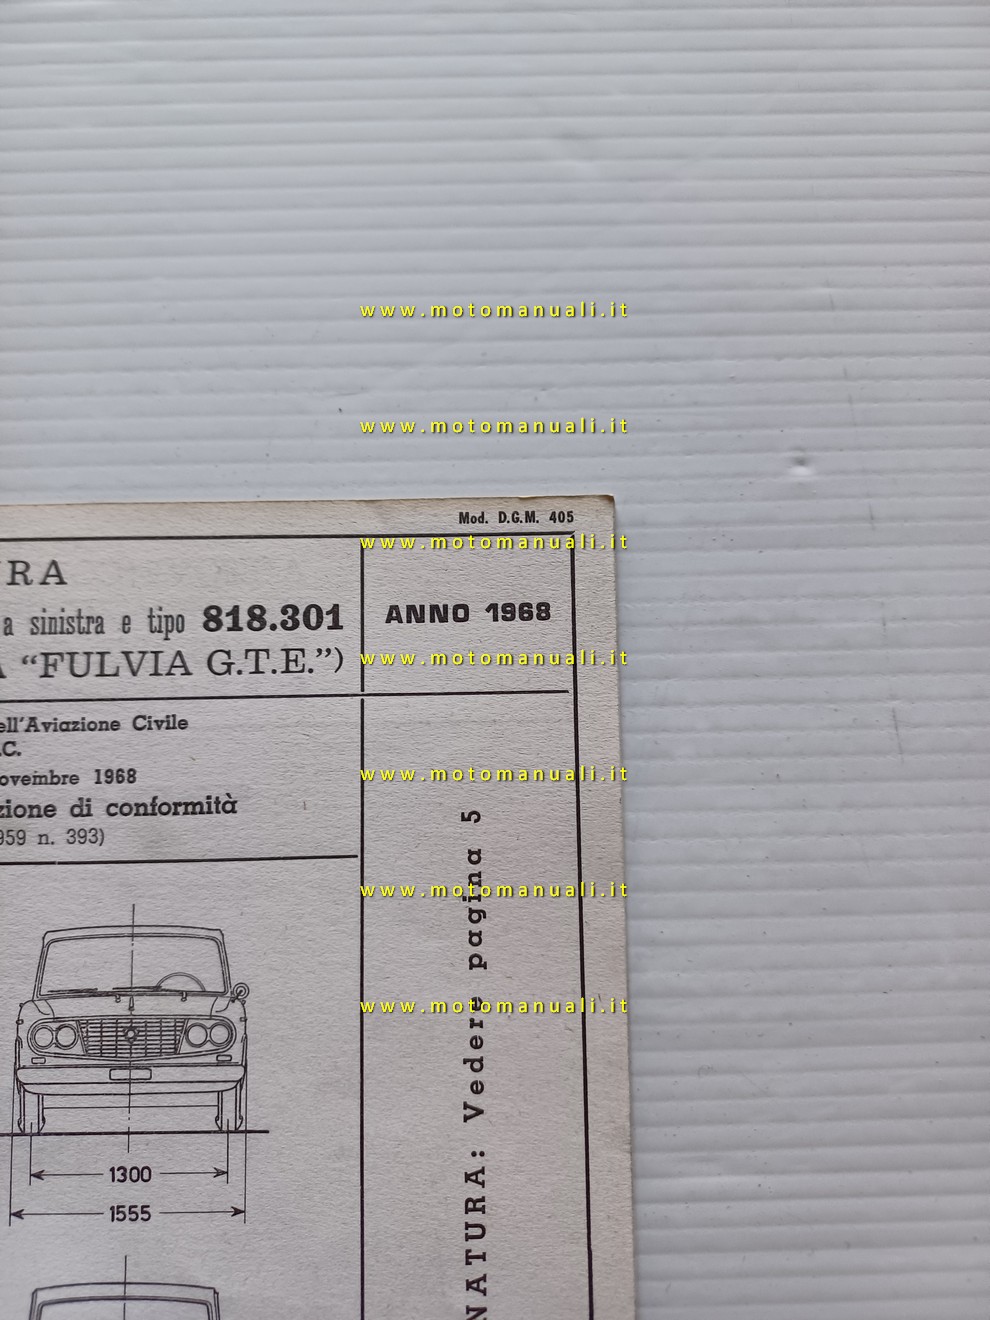 www.motomanuali.it
www.motomanuali.it
Mod. D.G.M. 405
www.motomanuali.it
RA
a sinistra e tipo 818.301
ANNO 1968
"FULVIA G.T.E.")
www.motomanuali.it
ell'Aviazione Civile
.C.
ovembre 1968
www.motomanuali.it
zione di conformità
959 n. 393)
www.motomanuali.it
www.motomanuali.it
NATURA: Vedere pagina 5
1300
1555